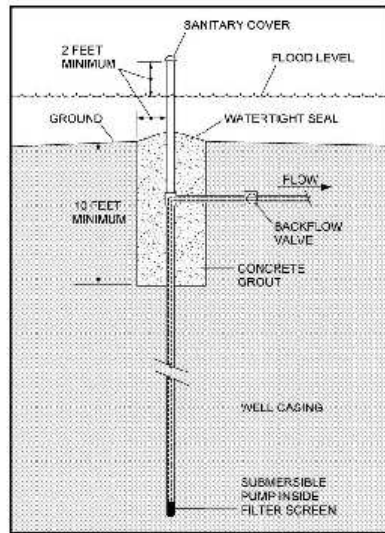 SANITARY COVER
2 FEET
MINIMUM
FLOOD LEVEL
GROUND
WATERTIGHT SEAL
FLOW
10 FEET
MINIMUM
BACKFLOW
VALVE
CONCRETE
GROUT
WELL CASING
SUBMERSIBLE
PUMP INSIDE
FILTER SCREEN